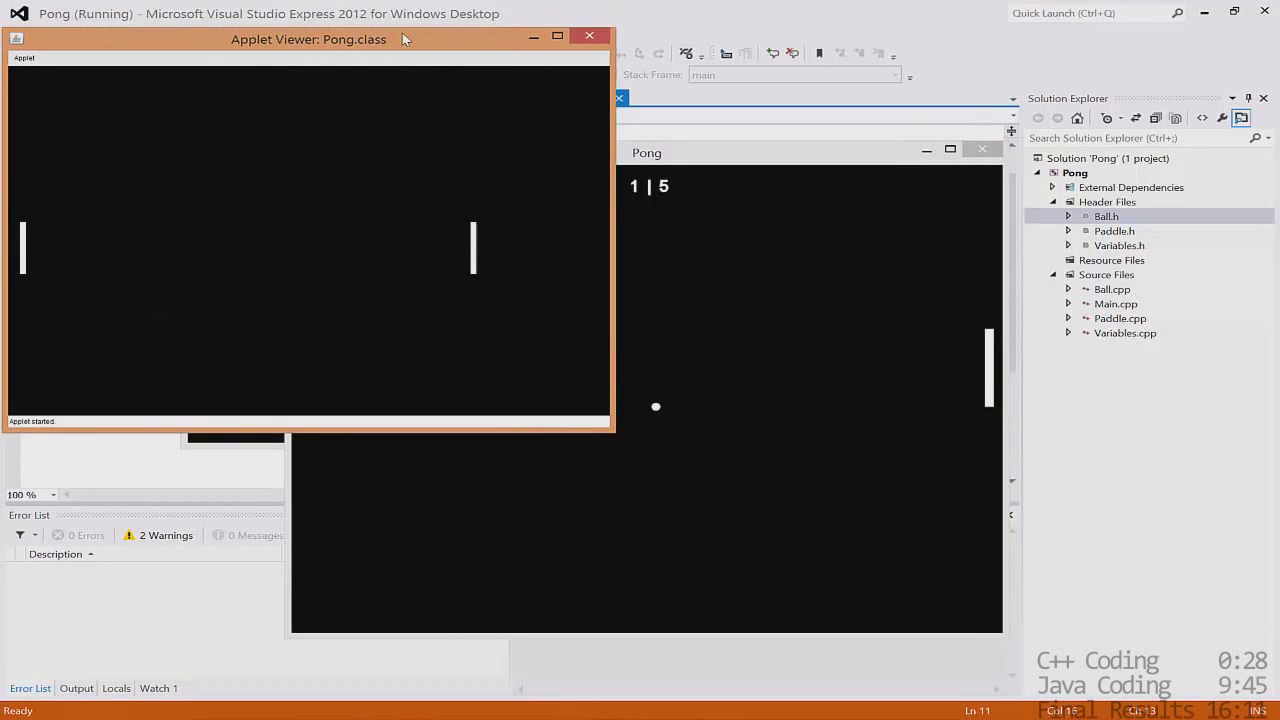 Pong (Running) - Microsoft Visual Studio Express 2012 for Windows Desktop
Quick Launch (Ctrl+Q)
Applet Viewer: Pong.class
Applet
Stack Frame:
main
Solution Explorer
Search Solution Explorer (Ctrl+;)
Solution 'Pong' (1 project)
Pong
External Dependencies
Header Files
Ball.h
Paddle.h
Variables.h
Resource Files
Source Files
Ball.cpp
Main.cpp
Paddle.cpp
Variables.cpp
Pong
1 | 5
Applet started.
100 %
Error List
0 Errors
2 Warnings
0 Messages
Description
Error List
Output
Locals
Watch 1
C++ Coding 0:28
Java Coding 9:45
Final Results 16:11
Ready
Ln 11
Col 16
Ch 13
INS